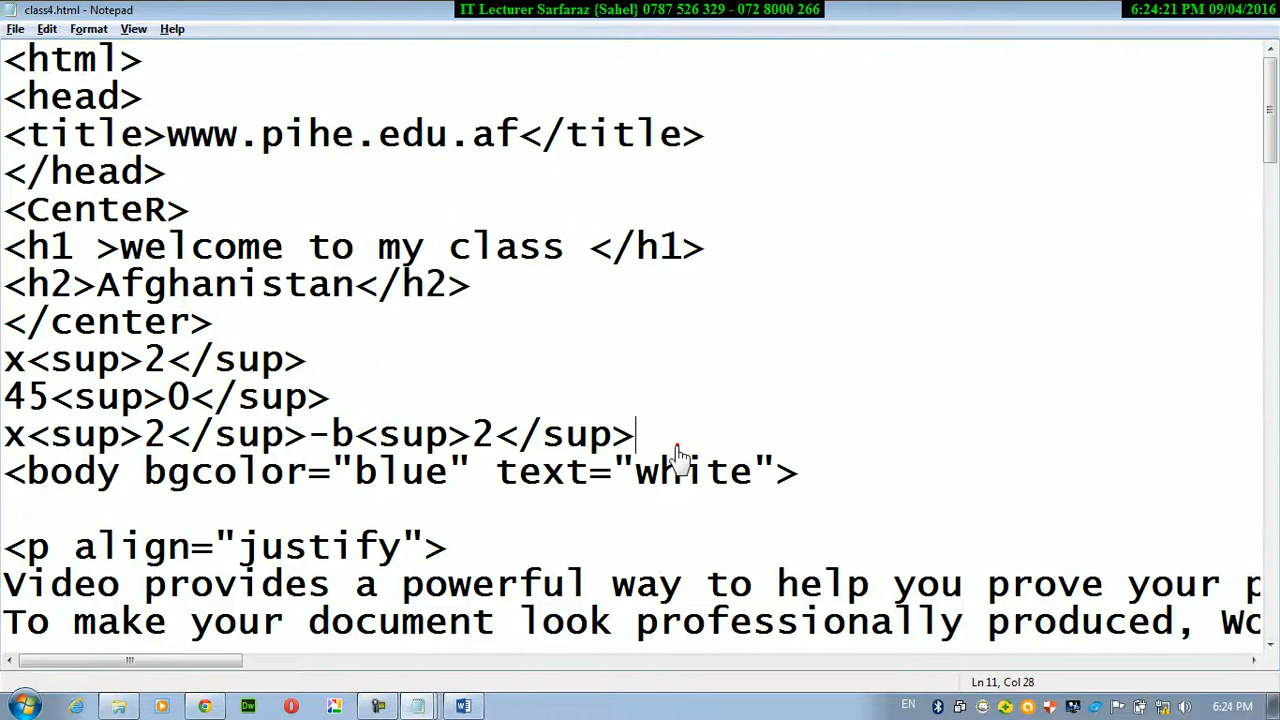 class4.html - Notepad
IT Lecturer Sarfaraz {Sahel} 0787 526 329 - 072 8000 266
6:24:21 PM 09/04/2016
File Edit Format View Help
<html>
<head>
<title>www.pihe.edu.af</title>
</head>
<CenteR>
<h1 >welcome to my class </h1>
<h2>Afghanistan</h2>
</center>
x<sup>2</sup>
45<sup>0</sup>
x<sup>2</sup>-b<sup>2</sup>
<body bgcolor="blue" text="white">
<p align="justify">
Video provides a powerful way to help you prove your p
To make your document look professionally produced, Wo
Ln 11, Col 28
Dw
W
EN
6:24 PM